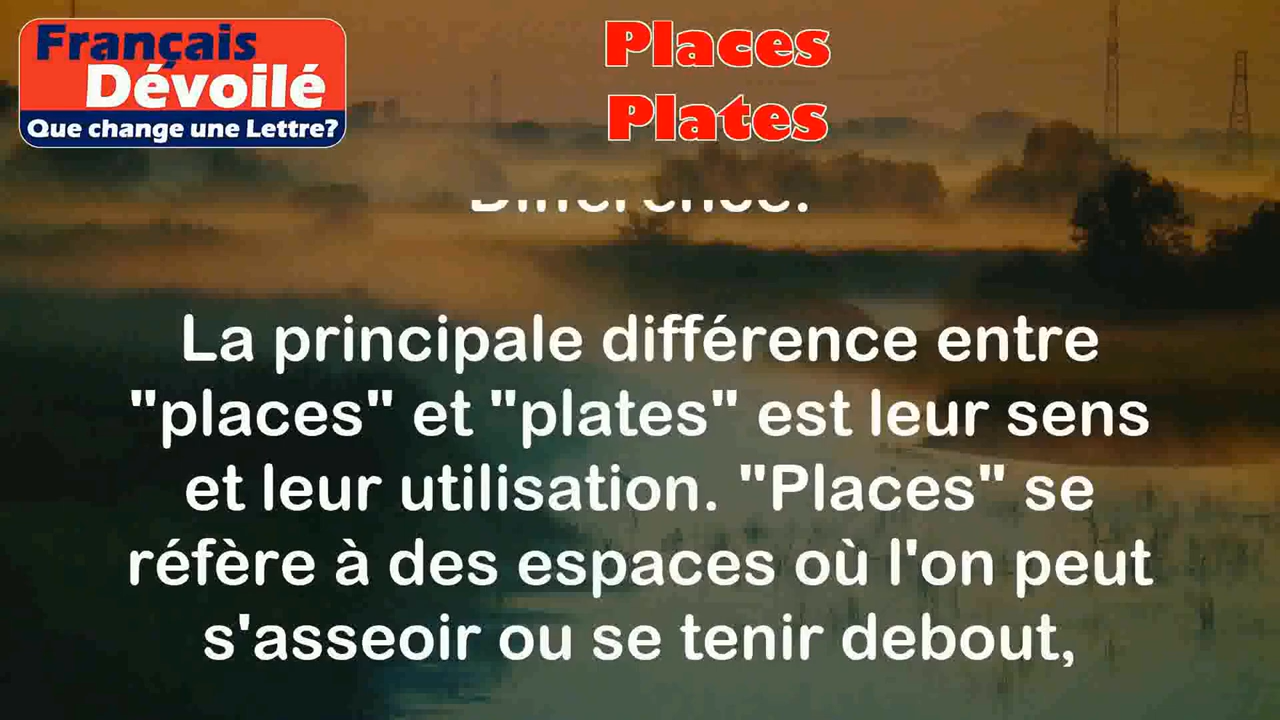 Français
Dévoilé
Que change une Lettre?
Places
Plates
La principale différence entre
"places" et "plates" est leur sens
et leur utilisation. "Places" se
réfère à des espaces où l'on peut
s'asseoir ou se tenir debout,